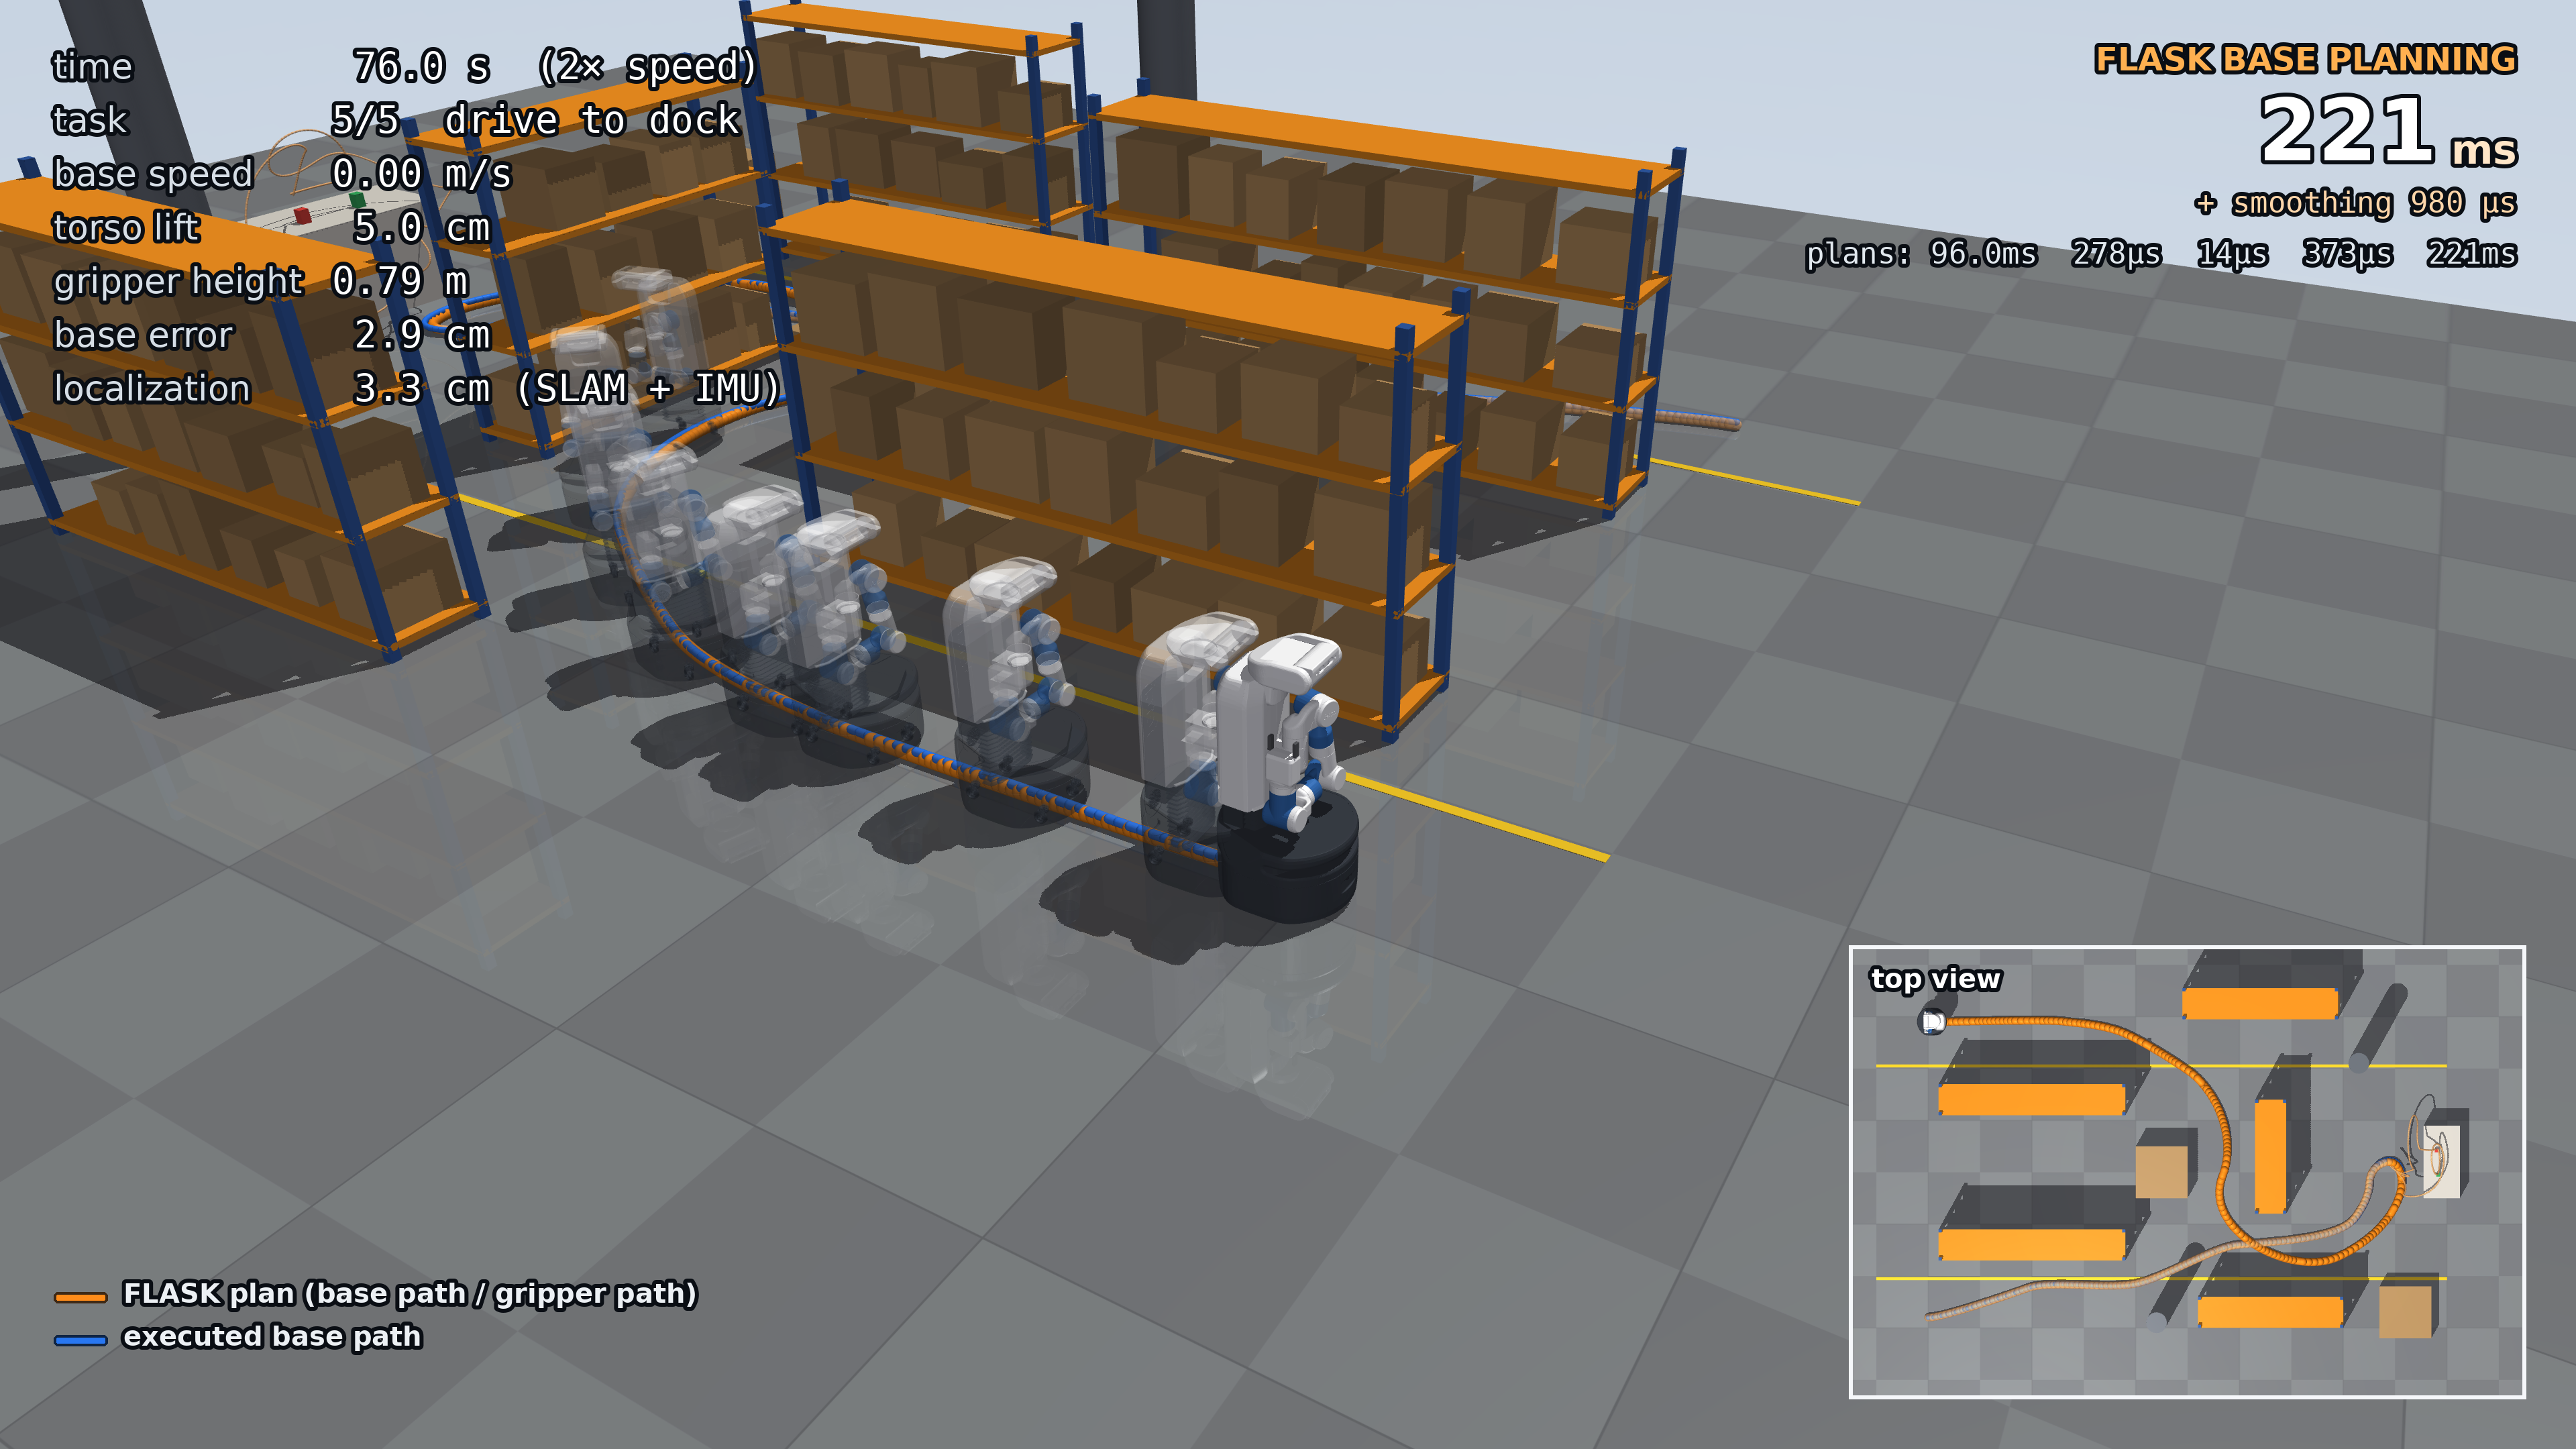 time 76.0 s (2× speed)
task 5/5 drive to dock
base speed 0.00 m/s
torso lift 5.0 cm
gripper height 0.79 m
base error 2.9 cm
localization 3.3 cm (SLAM + IMU)
FLASK BASE PLANNING
221 ms
+ smoothing 980 µs
plans: 96.0ms 278µs 14µs 373µs 221ms
top view
FLASK plan (base path / gripper path)
executed base path